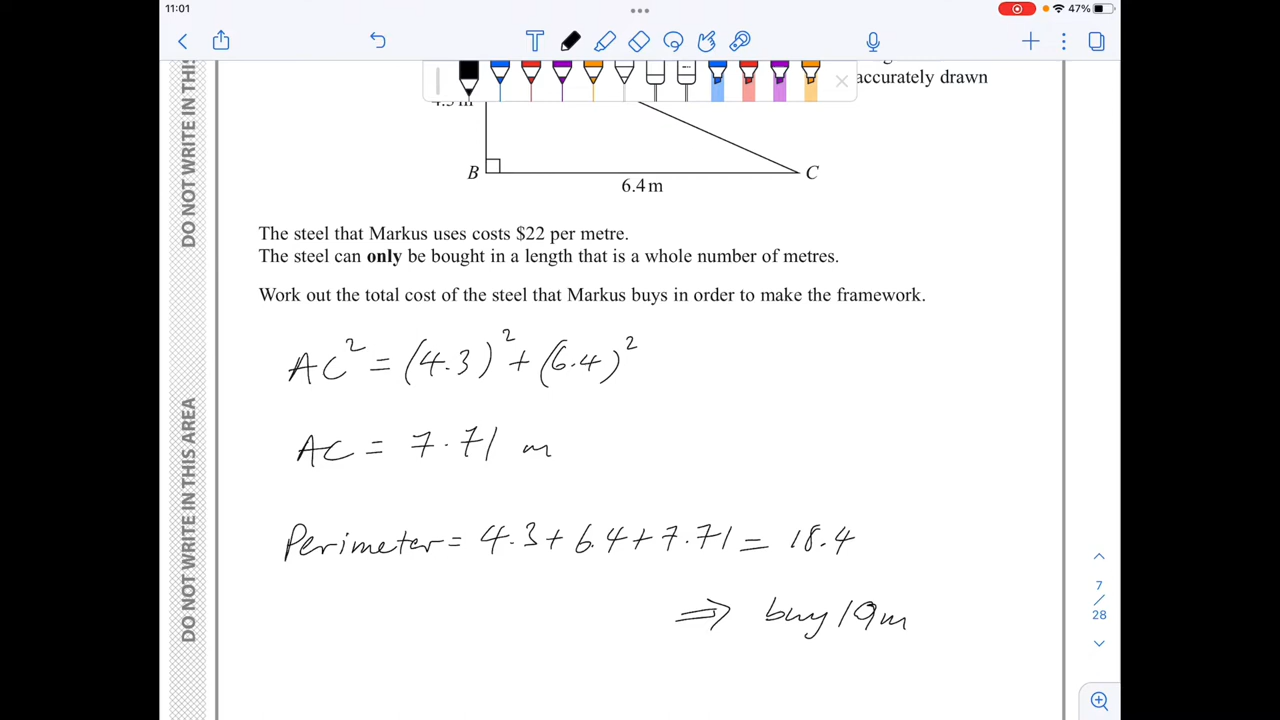 11:01
47%
accurately drawn
B
C
6.4 m
The steel that Markus uses costs $22 per metre.
The steel can only be bought in a length that is a whole number of metres.
Work out the total cost of the steel that Markus buys in order to make the framework.
AC² = (4.3)² + (6.4)²
AC = 7.71 m
Perimeter = 4.3 + 6.4 + 7.71 = 18.4
⇒ buy 19m
DO NOT WRITE IN THIS
DO NOT WRITE IN THIS AREA
7
/
28